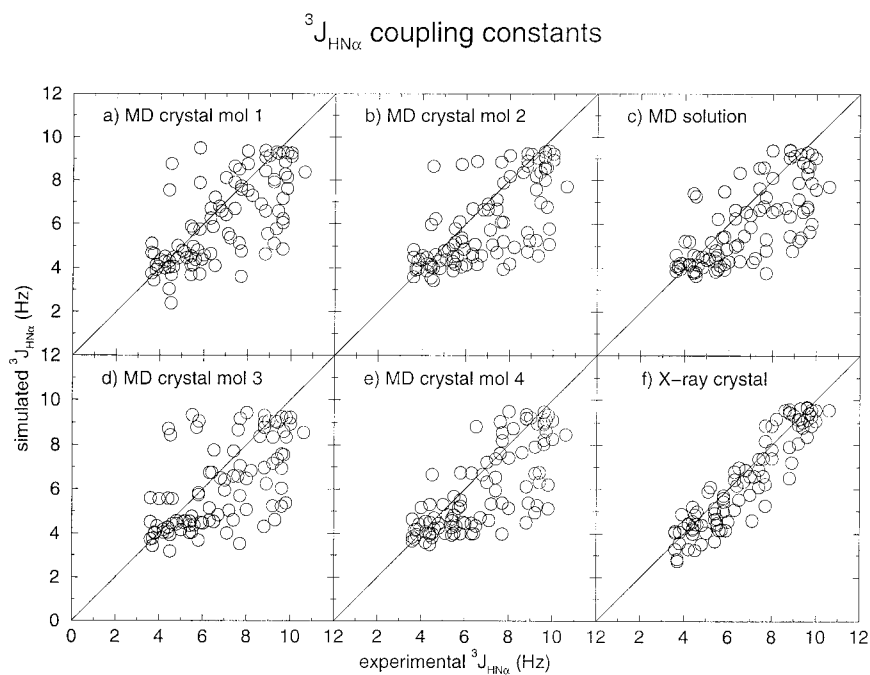 ³J_HNα coupling constants
a) MD crystal mol 1
b) MD crystal mol 2
c) MD solution
d) MD crystal mol 3
e) MD crystal mol 4
f) X-ray crystal
12
10
8
6
4
2
12
10
8
6
4
2
0
simulated ³J_HNα (Hz)
0 2 4 6 8 10 12 2 4 6 8 10 12 2 4 6 8 10 12
experimental ³J_HNα (Hz)